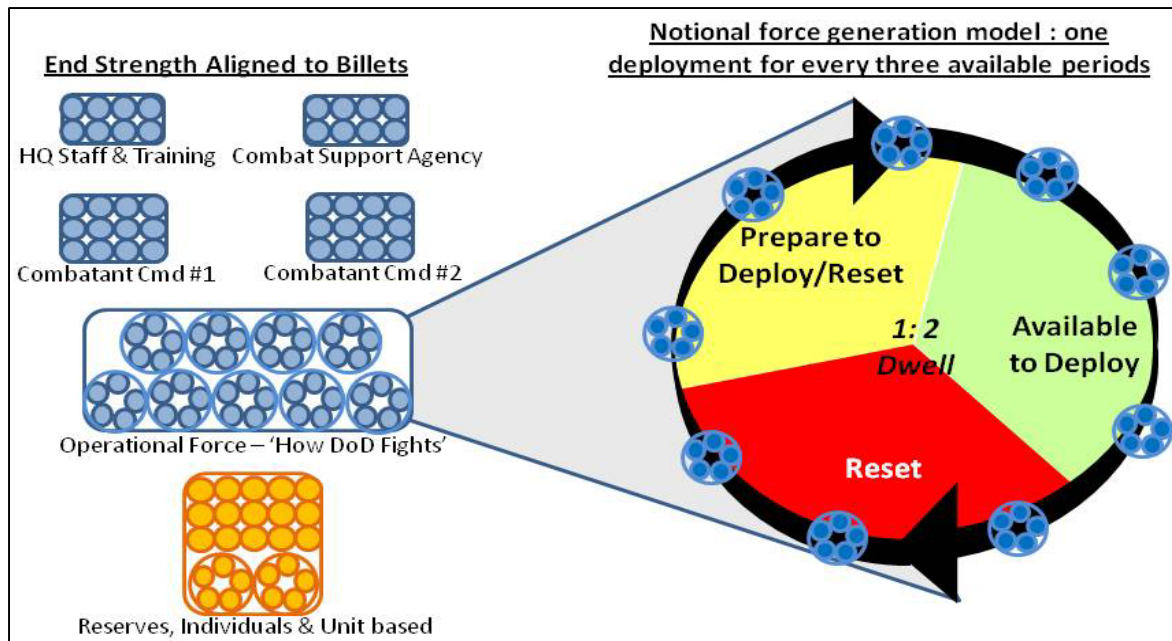 End Strength Aligned to Billets
HQ Staff & Training
Combat Support Agency
Combatant Cmd #1
Combatant Cmd #2
Operational Force – 'How DoD Fights'
Reserves, Individuals & Unit based
Notional force generation model : one
deployment for every three available periods
Prepare to
Deploy/Reset
1: 2
Dwell
Available
to Deploy
Reset